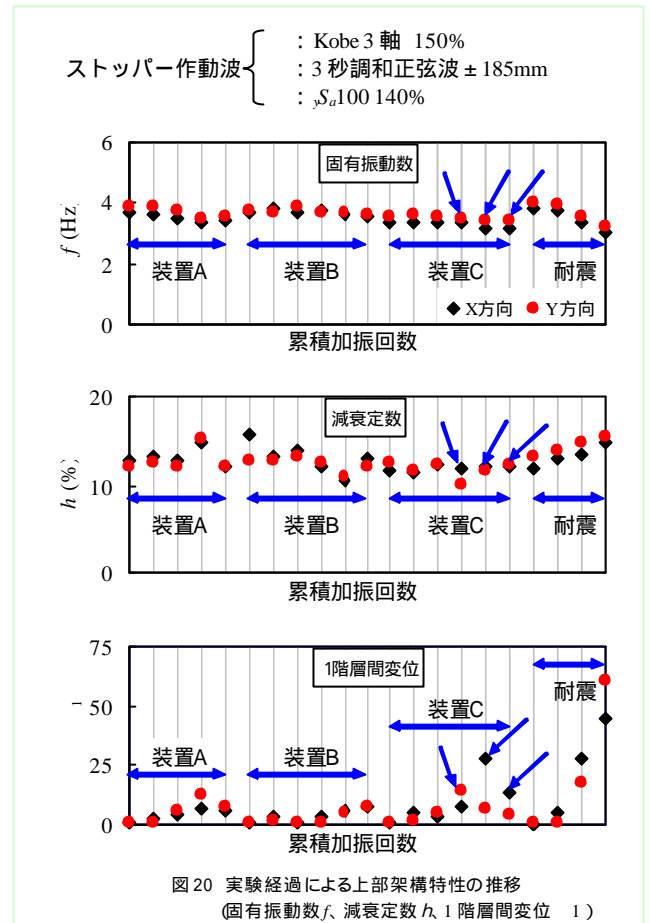 ストッパー作動波
: Kobe 3 軸 150%
: 3 秒調和正弦波 ± 185mm
: ySa100 140%
6
4
2
0
f (Hz)
固有振動数
装置A
装置B
装置C
耐震
X方向
Y方向
累積加振回数
20
10
0
h (%)
減衰定数
装置A
装置B
装置C
耐震
累積加振回数
75
50
25
0
1
1階層間変位
装置A
装置B
装置C
耐震
累積加振回数
図20 実験経過による上部架構特性の推移
(固有振動数f、減衰定数h、1階層間変位 1)